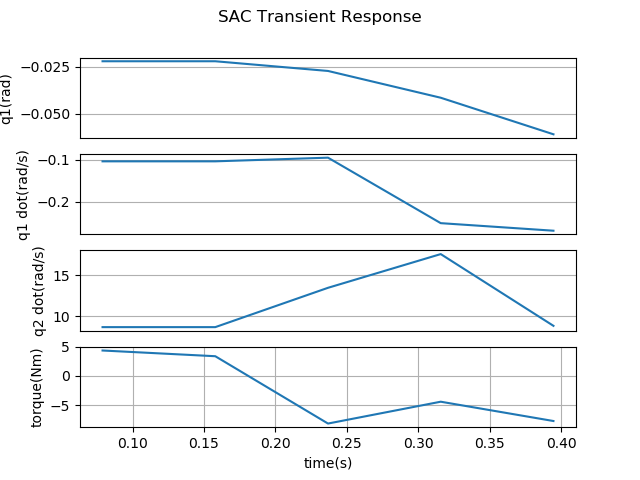 SAC Transient Response
q1(rad)
−0.025
−0.050
q1 dot(rad/s)
−0.1
−0.2
q2 dot(rad/s)
15
10
torque(Nm)
5
0
−5
0.10 0.15 0.20 0.25 0.30 0.35 0.40
time(s)